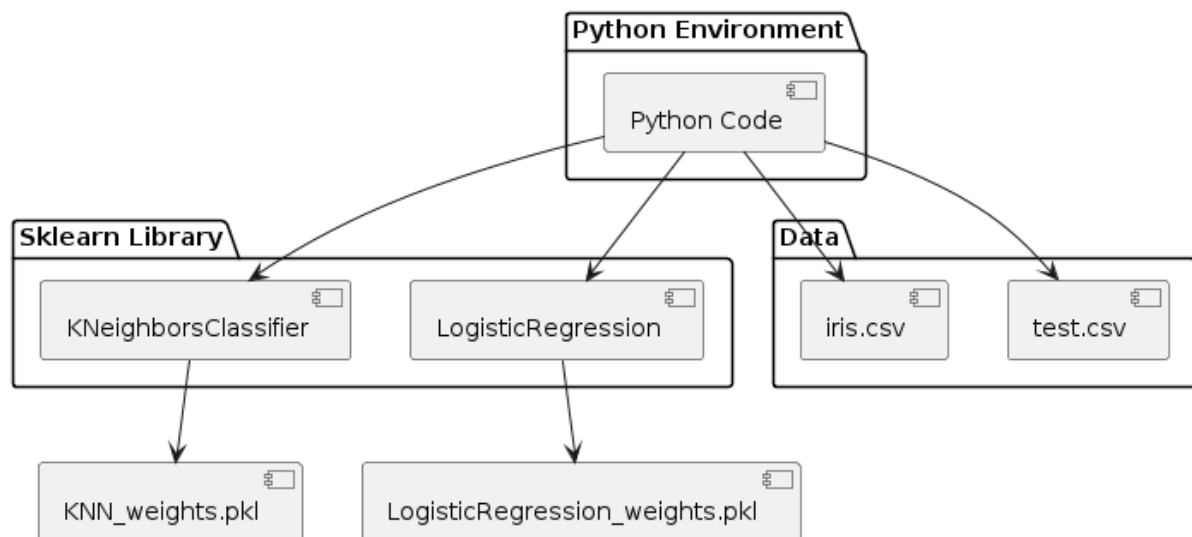 Python Environment
Python Code
Sklearn Library
Data
KNeighborsClassifier
LogisticRegression
iris.csv
test.csv
KNN_weights.pkl
LogisticRegression_weights.pkl